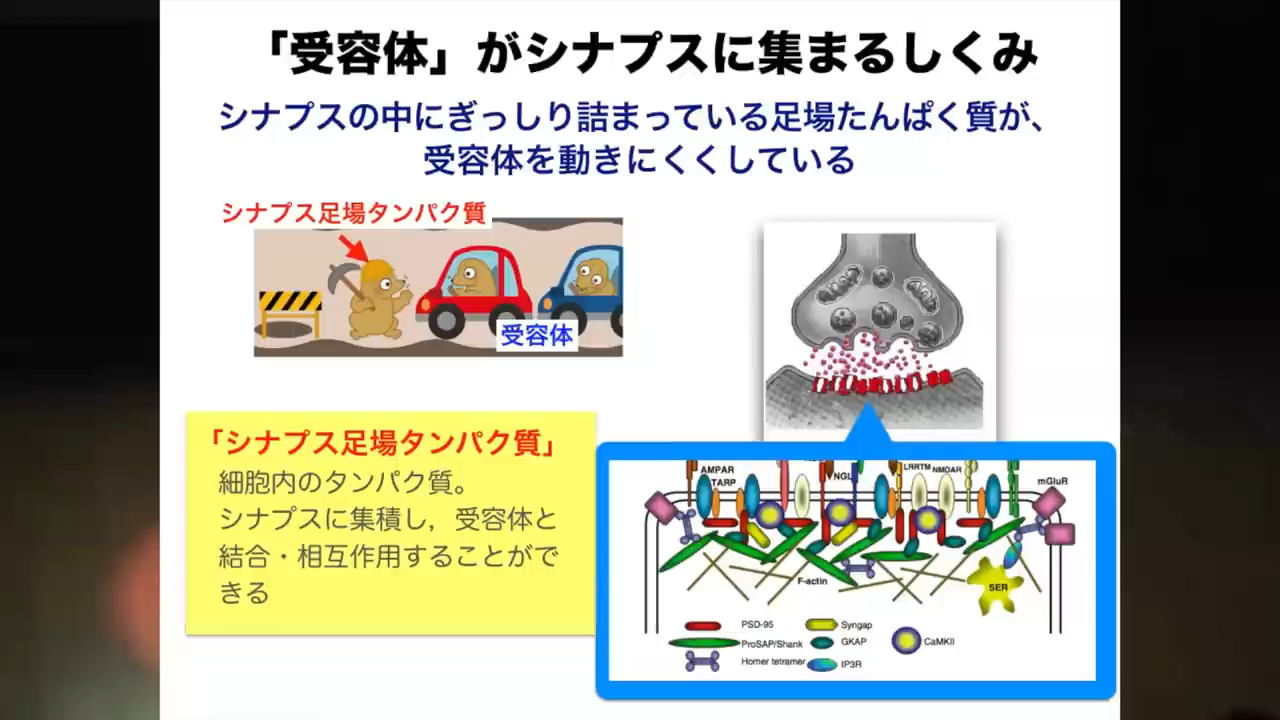 「受容体」がシナプスに集まるしくみ
シナプスの中にぎっしり詰まっている足場たんぱく質が、
受容体を動きにくくしている
シナプス足場タンパク質
受容体
「シナプス足場タンパク質」
細胞内のタンパク質。
シナプスに集積し，受容体と
結合・相互作用することがで
きる
AMPAR
TARP
NGL
LRRTM
NMDAR
mGluR
F-actin
SER
PSD-95
Syngap
ProSAP/Shank
GKAP
CaMKII
Homer tetramer
IP3R